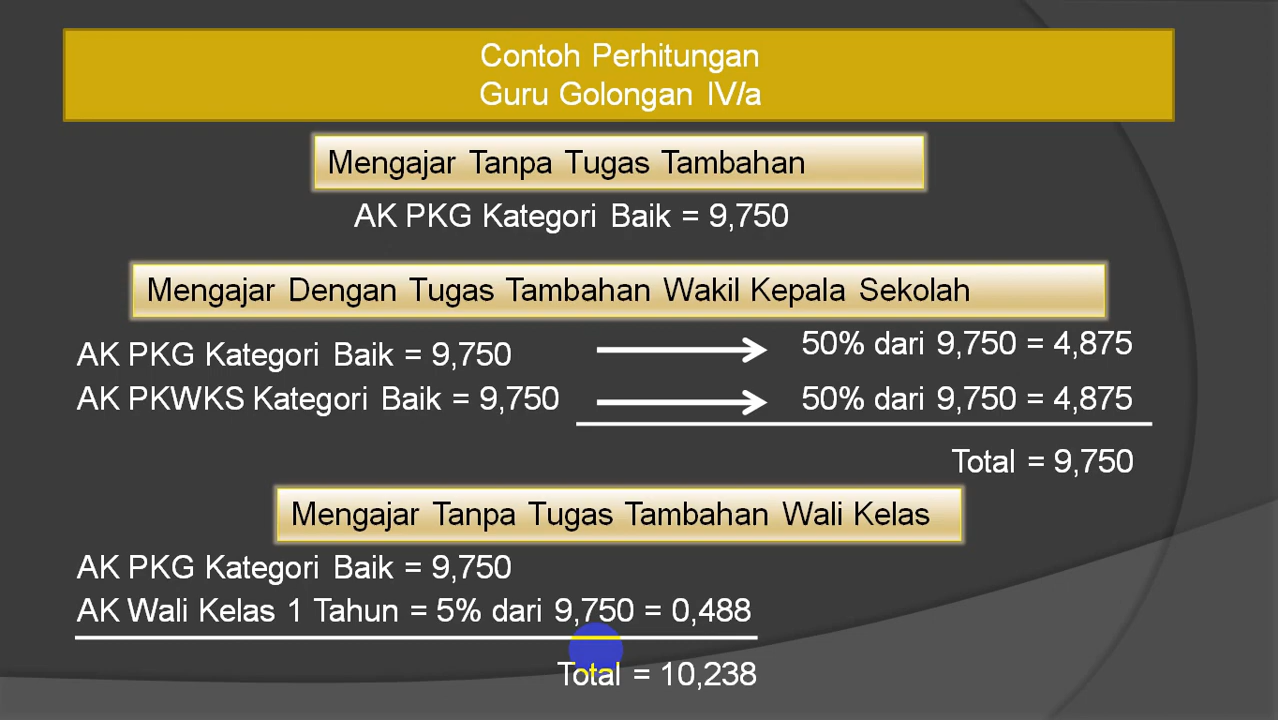 Contoh Perhitungan
Guru Golongan IV/a
Mengajar Tanpa Tugas Tambahan
AK PKG Kategori Baik = 9,750
Mengajar Dengan Tugas Tambahan Wakil Kepala Sekolah
AK PKG Kategori Baik = 9,750 50% dari 9,750 = 4,875
AK PKWKS Kategori Baik = 9,750 50% dari 9,750 = 4,875
Total = 9,750
Mengajar Tanpa Tugas Tambahan Wali Kelas
AK PKG Kategori Baik = 9,750
AK Wali Kelas 1 Tahun = 5% dari 9,750 = 0,488
Total = 10,238